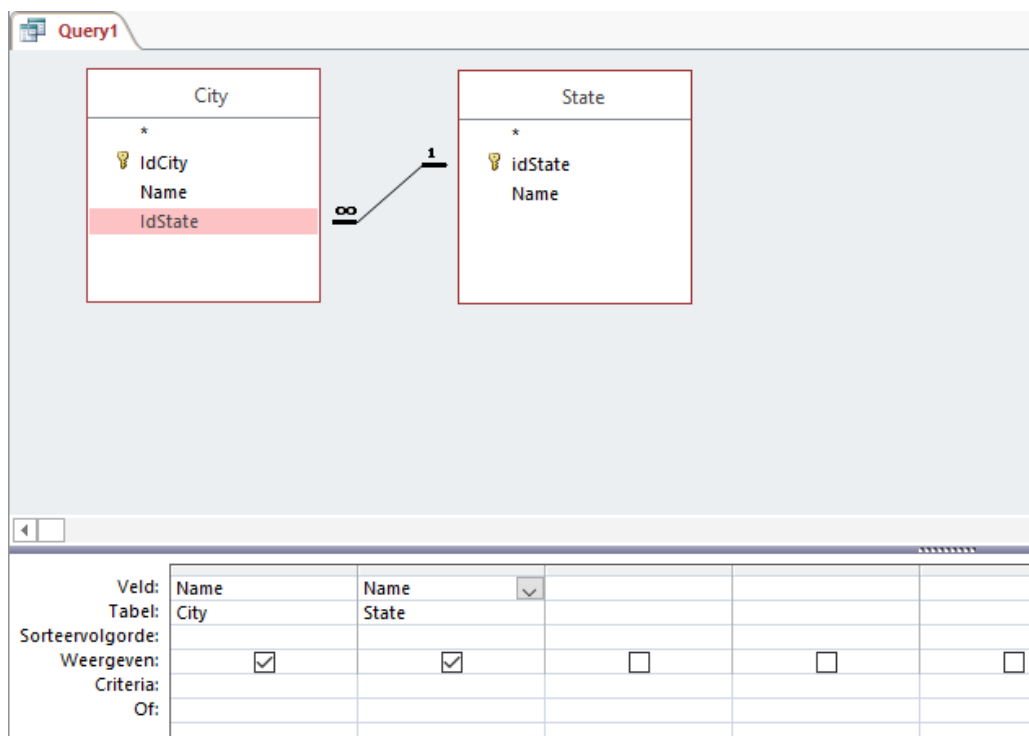 Query1
City
*
IdCity
Name
IdState
∞
1
State
*
idState
Name
Veld: Name Name
Tabel: City State
Sorteervolgorde:
Weergeven:
Criteria:
Of: